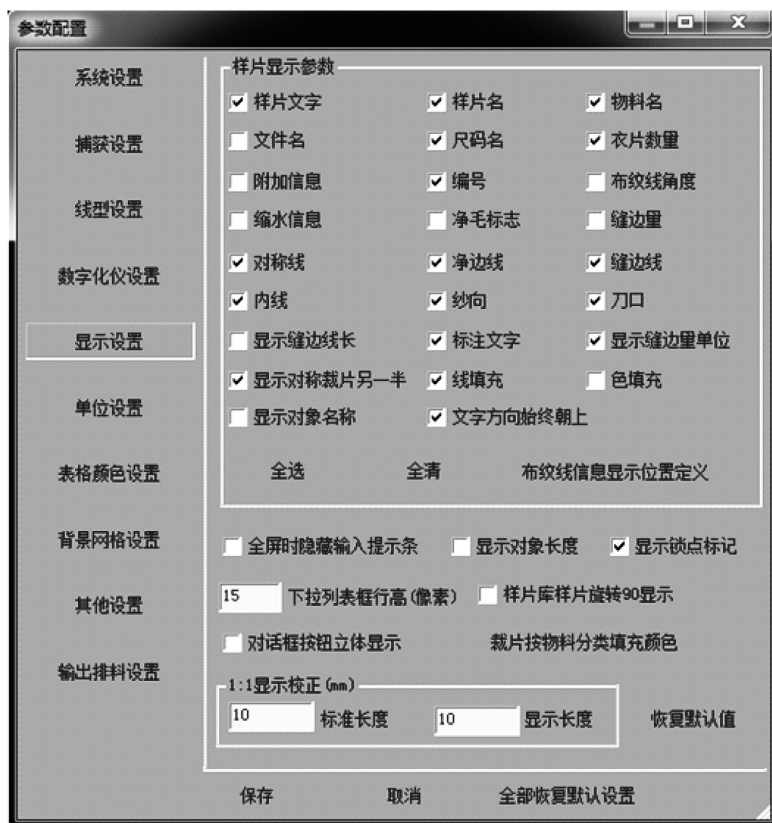 参数配置
系统设置
捕获设置
线型设置
数字化仪设置
显示设置
单位设置
表格颜色设置
背景网格设置
其他设置
输出排料设置
样片显示参数
样片文字 样片名 物料名
文件名 尺码名 衣片数量
附加信息 编号 布纹线角度
缩水信息 净毛标志 缝边量
对称线 净边线 缝边线
内线 纱向 刀口
显示缝边线长 标注文字 显示缝边量单位
显示对称裁片另一半 线填充 色填充
显示对象名称 文字方向始终朝上
全选 全清 布纹线信息显示位置定义
全屏时隐藏输入提示条 显示对象长度 显示锁点标记
15 下拉列表框行高(像素) 样片库样片旋转90显示
对话框按钮立体显示 裁片按物料分类填充颜色
1:1显示校正(mm)
10 标准长度 10 显示长度 恢复默认值
保存 取消 全部恢复默认设置